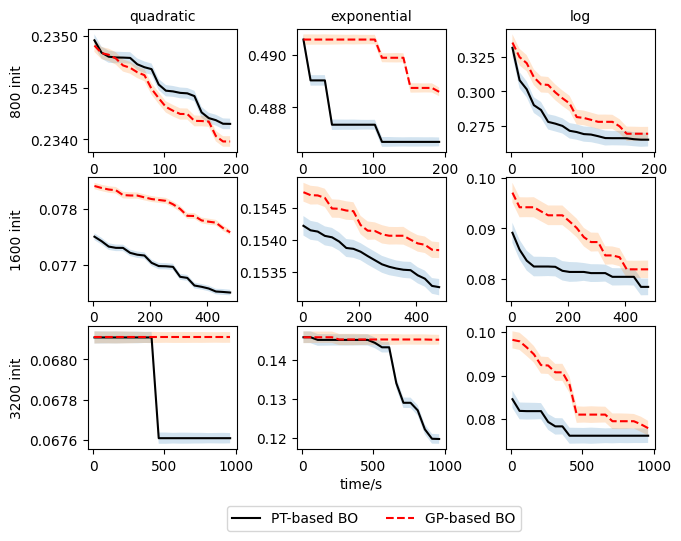 quadratic exponential log
800 init
0.2350
0.2345
0.2340
0 100 200
0.490
0.488
0 100 200
0.325
0.300
0.275
0 100 200
1600 init
0.078
0.077
0 200 400
0.1545
0.1540
0.1535
0 200 400
0.10
0.09
0.08
0 200 400
3200 init
0.0680
0.0678
0.0676
0 500 1000
0.14
0.13
0.12
0 500 1000
0.10
0.09
0.08
0 500 1000
time/s
PT-based BO GP-based BO